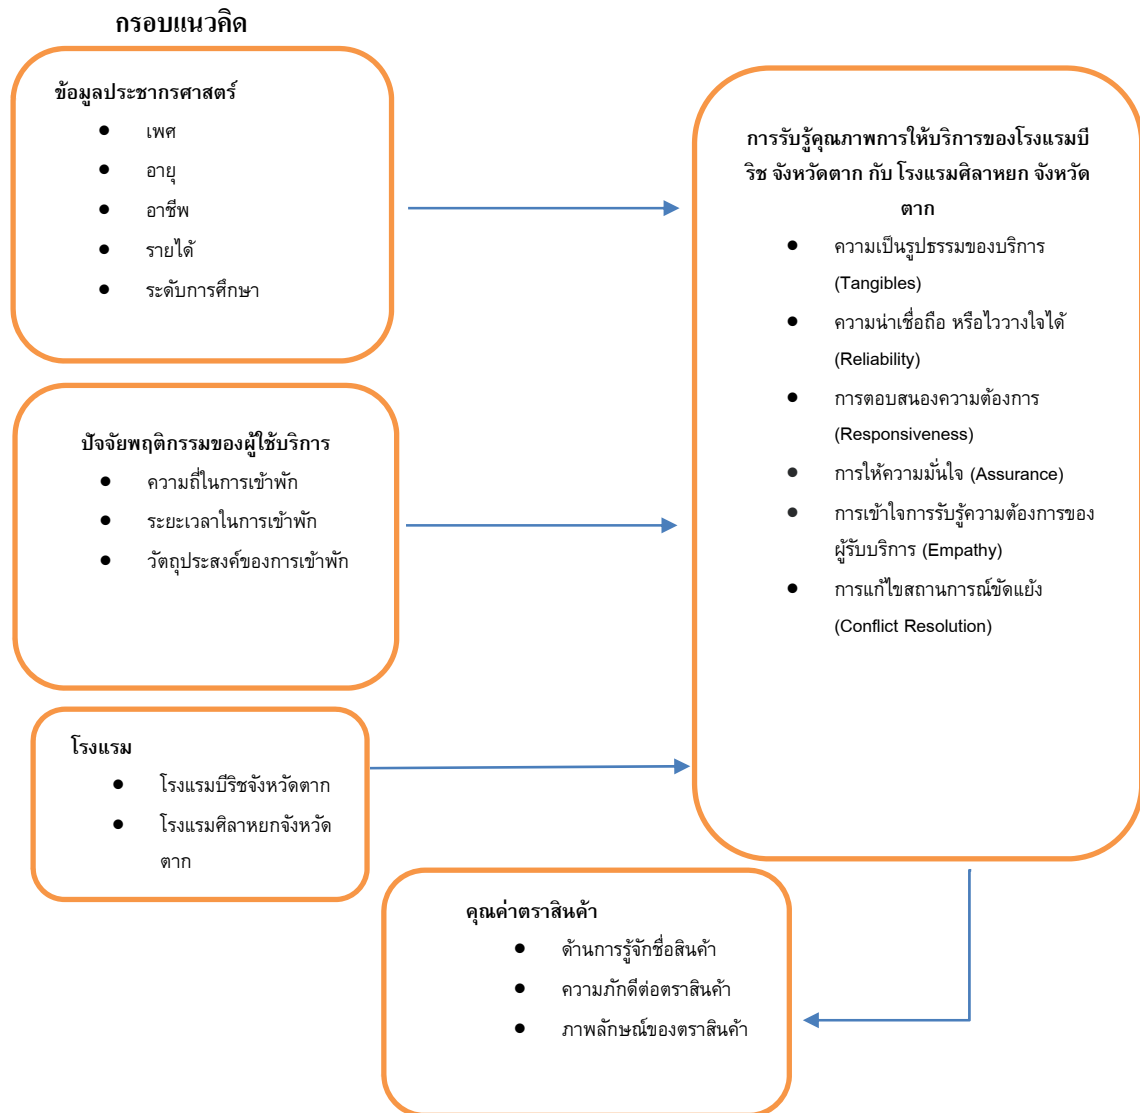 กรอบแนวคิด
ข้อมูลประชากรศาสตร์
● เพศ
● อายุ
● อาชีพ
● รายได้
● ระดับการศึกษา
ปัจจัยพฤติกรรมของผู้ใช้บริการ
● ความถี่ในการเข้าพัก
● ระยะเวลาในการเข้าพัก
● วัตถุประสงค์ของการเข้าพัก
โรงแรม
● โรงแรมบีริชจังหวัดตาก
● โรงแรมศิลาหยกจังหวัด
ตาก
การรับรู้คุณภาพการให้บริการของโรงแรมบี
ริช จังหวัดตาก กับ โรงแรมศิลาหยก จังหวัด
ตาก
● ความเป็นรูปธรรมของบริการ
(Tangibles)
● ความน่าเชื่อถือ หรือไววางใจได้
(Reliability)
● การตอบสนองความต้องการ
(Responsiveness)
● การให้ความมั่นใจ (Assurance)
● การเข้าใจการรับรู้ความต้องการของ
ผู้รับบริการ (Empathy)
● การแก้ไขสถานการณ์ขัดแย้ง
(Conflict Resolution)
คุณค่าตราสินค้า
● ด้านการรู้จักชื่อสินค้า
● ความภักดีต่อตราสินค้า
● ภาพลักษณ์ของตราสินค้า